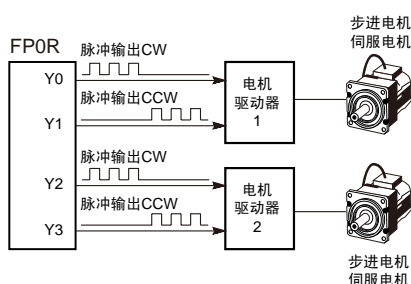 步进电机
伺服电机
FP0R
脉冲输出CW
Y0
脉冲输出CCW
Y1
电机
驱动器
1
脉冲输出CW
Y2
脉冲输出CCW
Y3
电机
驱动器
2
步进电机
伺服电机